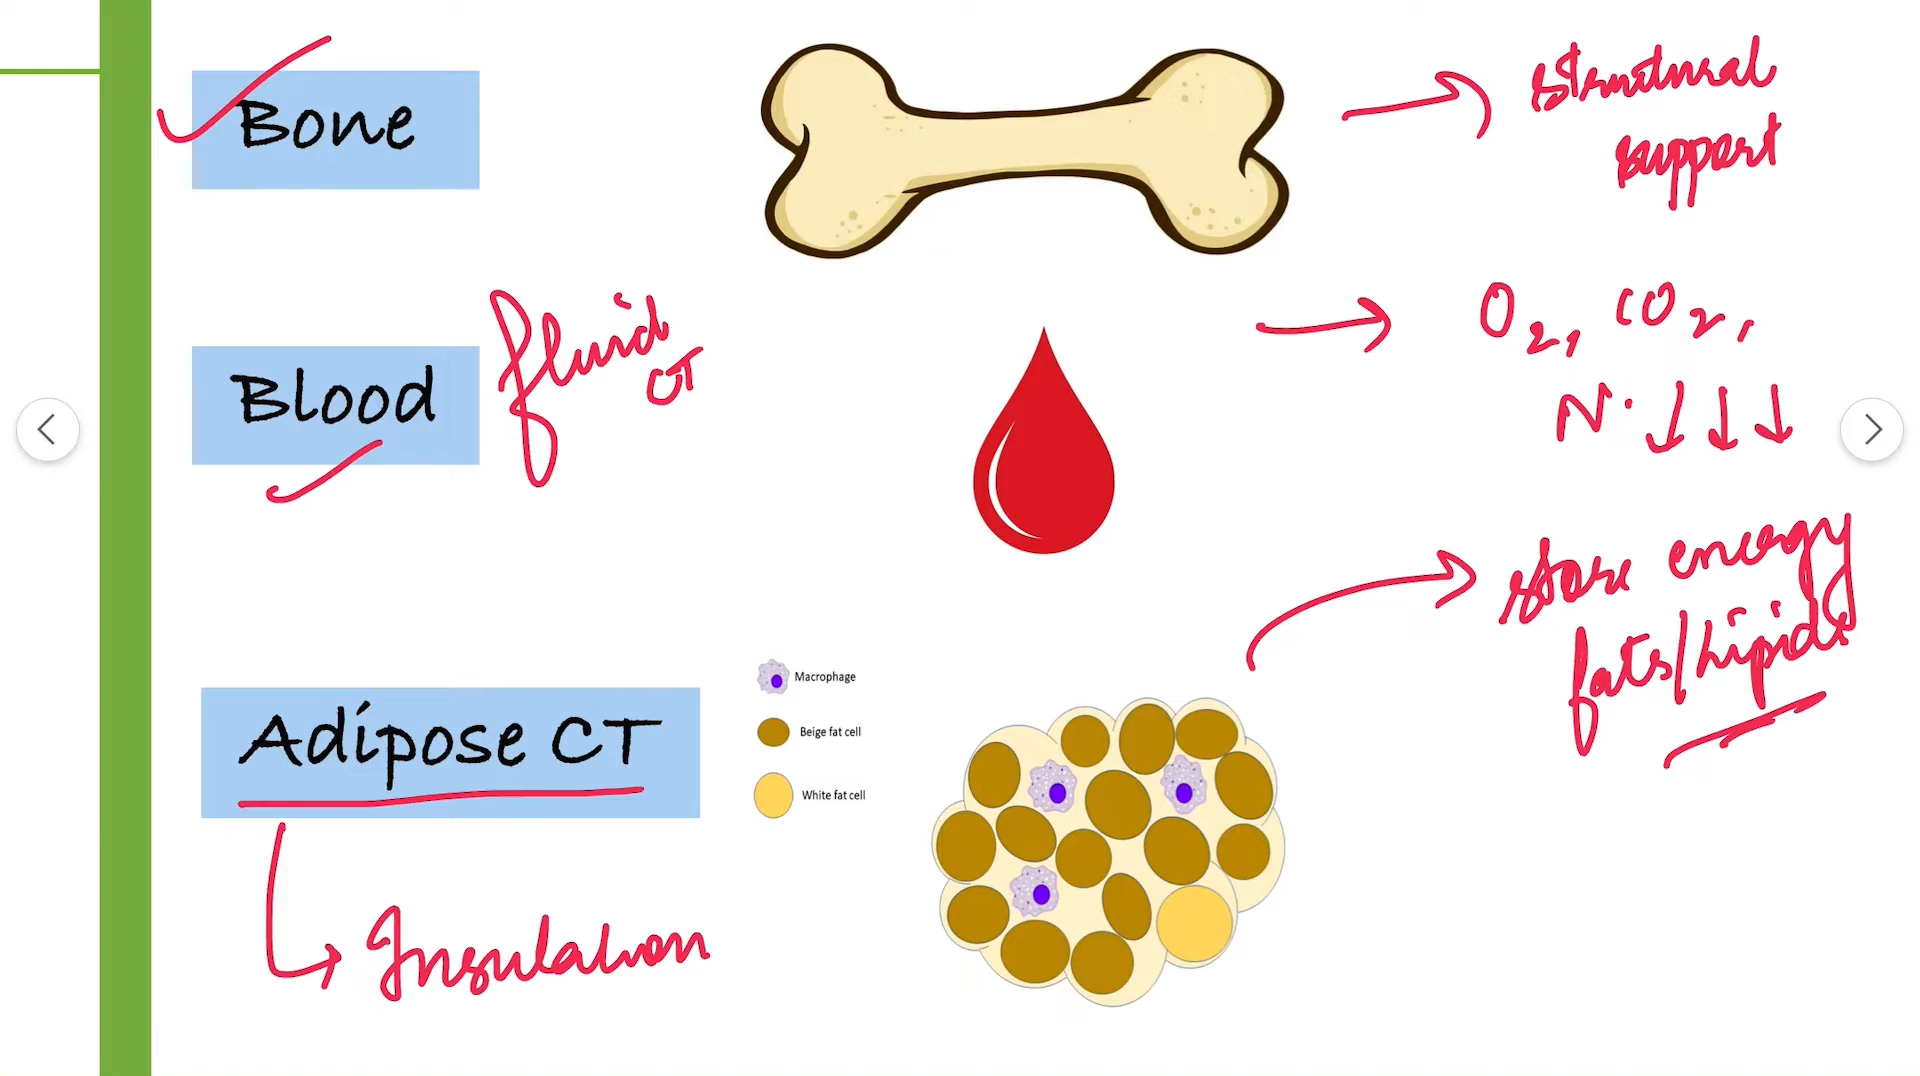 Bone
structural
support
Blood
fluid
CT
O2, CO2,
N.
store energy
fats/Lipids
Macrophage
Beige fat cell
White fat cell
Adipose CT
Insulation